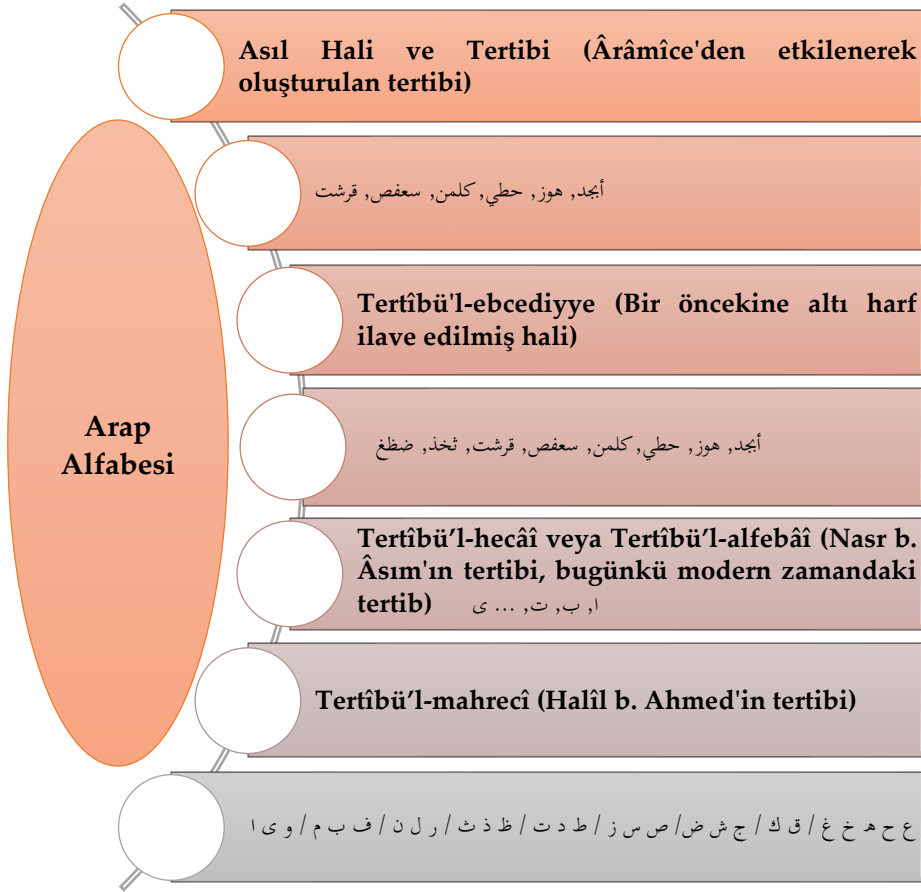 Asıl Hali ve Tertibi (Ârâmîce'den etkilenerek
oluşturulan tertibi)
أبجد, هوز, حطي, كلمن, سعفص, قرشت
Tertîbü'l-ebcediyye (Bir öncekine altı harf
ilave edilmiş hali)
أبجد, هوز, حطي, كلمن, سعفص, قرشت, ثخذ, ضظغ
Arap
Alfabesi
Tertîbü’l-hecâî veya Tertîbü’l-alfebâî (Nasr b.
Âsım'ın tertibi, bugünkü modern zamandaki
tertib) ا, ب, ت, ... ى
Tertîbü’l-mahrecî (Halîl b. Ahmed'in tertibi)
ع ح ه خ غ / ق ك / ج ش ض/ ص س ز / ط د ت / ظ ذ ث / ر ل ن / ف ب م / و ى ا